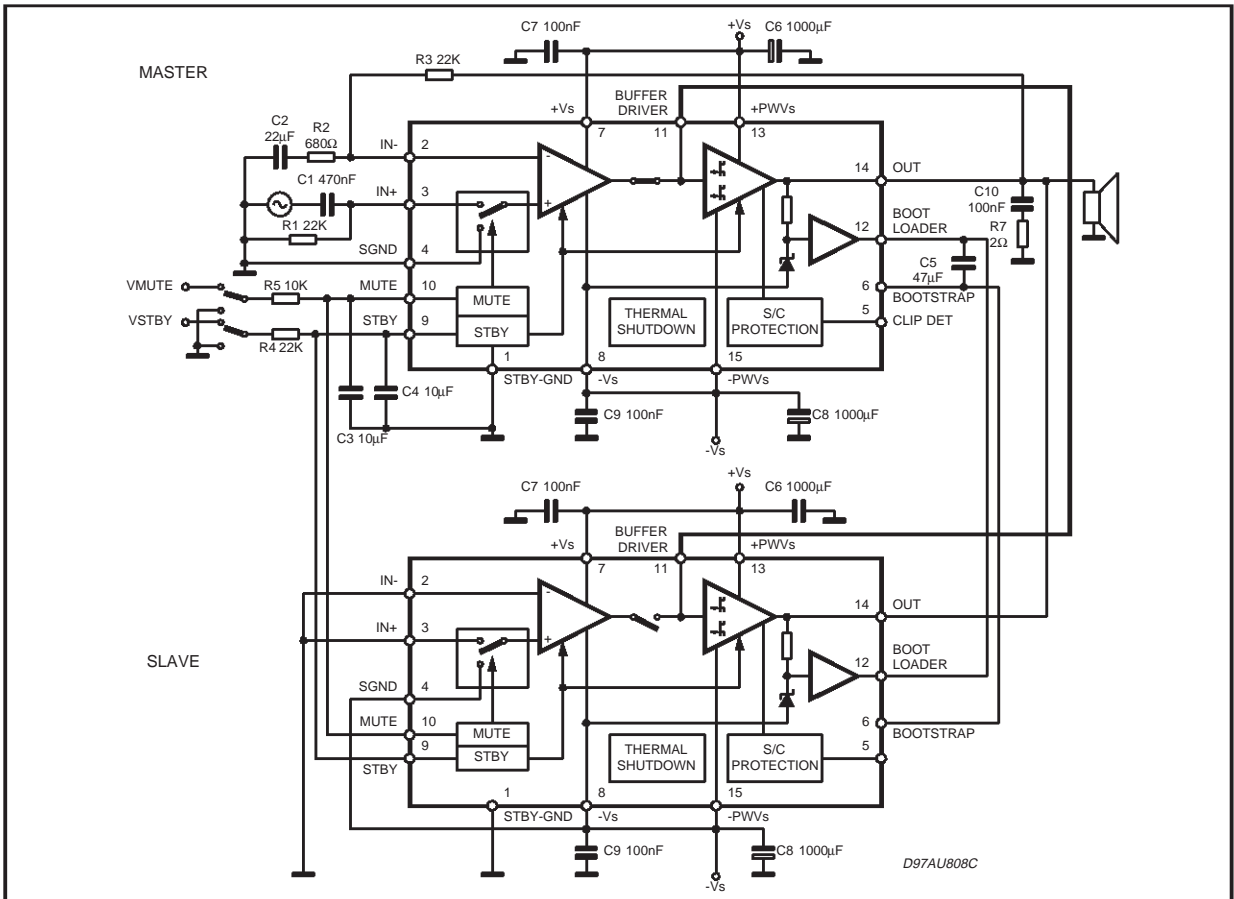 C7 100nF
+Vs
C6 1000µF
MASTER
R3 22K
C2
22µF
R2
680Ω
+Vs
BUFFER
DRIVER
+PWVs
IN-
2
7
11
13
C1 470nF
IN+
3
-
+
14
OUT
R1 22K
C10
100nF
R7
2Ω
SGND
4
BOOT
LOADER
12
C5
47µF
VMUTE
R5 10K
MUTE
10
MUTE
6
BOOTSTRAP
VSTBY
STBY
9
STBY
THERMAL
SHUTDOWN
S/C
PROTECTION
5
CLIP DET
R4 22K
1
STBY-GND
8
-Vs
15
-PWVs
C4 10µF
C3 10µF
C9 100nF
C8 1000µF
-Vs
C7 100nF
+Vs
C6 1000µF
+Vs
BUFFER
DRIVER
+PWVs
IN-
2
7
11
13
IN+
3
-
+
14
OUT
SLAVE
SGND
4
BOOT
LOADER
12
MUTE
10
MUTE
6
BOOTSTRAP
STBY
9
STBY
THERMAL
SHUTDOWN
S/C
PROTECTION
5
1
STBY-GND
8
-Vs
15
-PWVs
C9 100nF
C8 1000µF
-Vs
D97AU808C